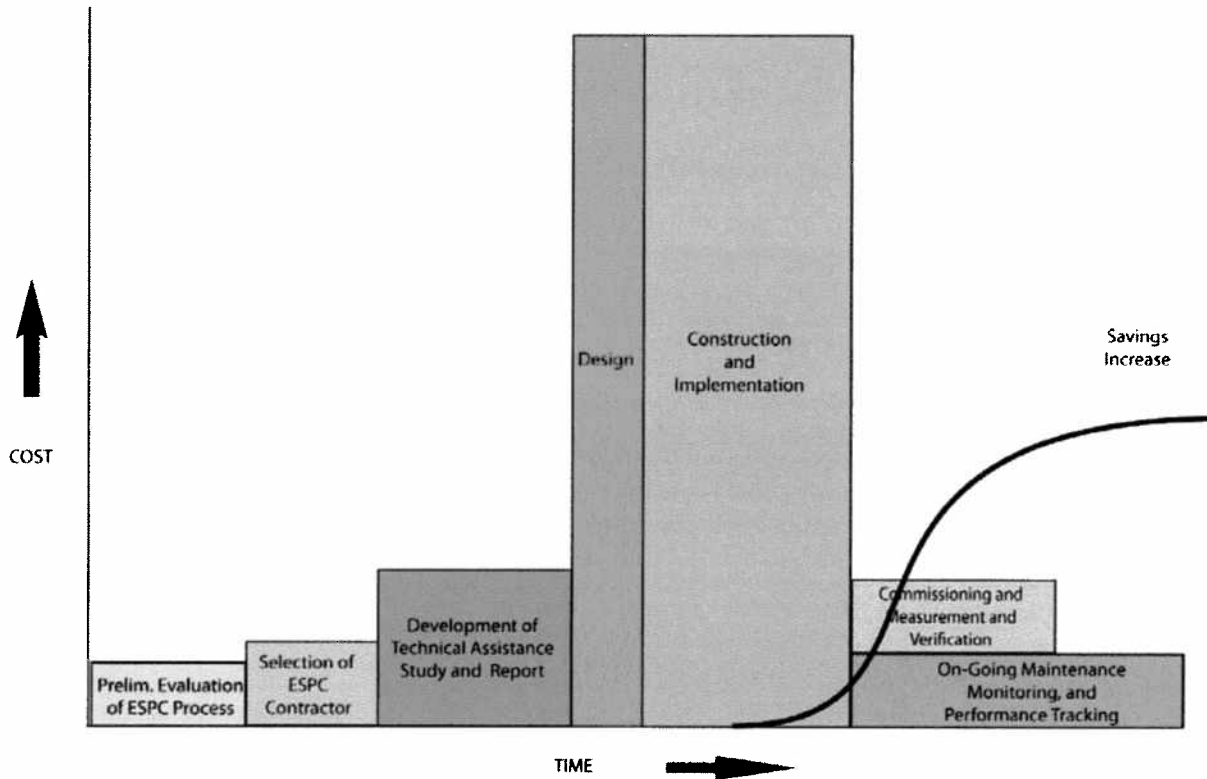 COST
Prelim. Evaluation
of ESPC Process
Selection of
ESPC
Contractor
Development of
Technical Assistance
Study and Report
Design
Construction
and
Implementation
Savings
Increase
Commissioning and
Measurement and
Verification
On-Going Maintenance
Monitoring, and
Performance Tracking
TIME